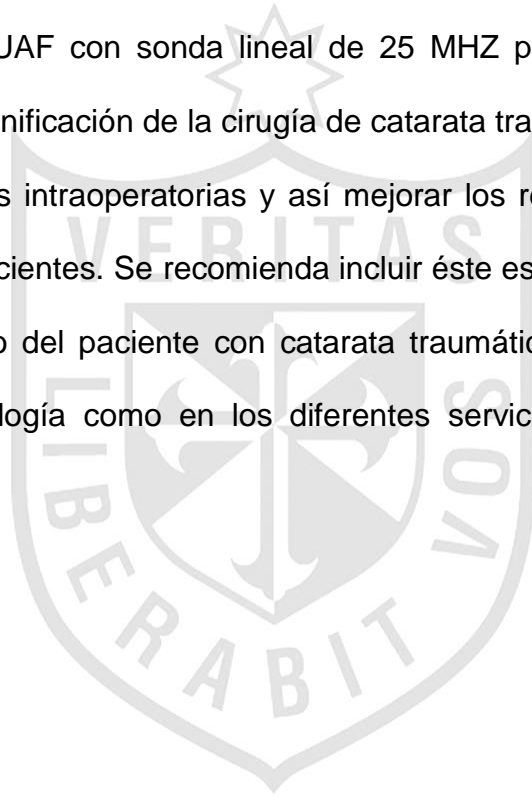 UAF con sonda lineal de 25 MHZ p
nificación de la cirugía de catarata tra
s intraoperatorias y así mejorar los re
cientes. Se recomienda incluir éste es
o del paciente con catarata traumátic
logía como en los diferentes servic
VERITAS
LIBERABIT
VOS